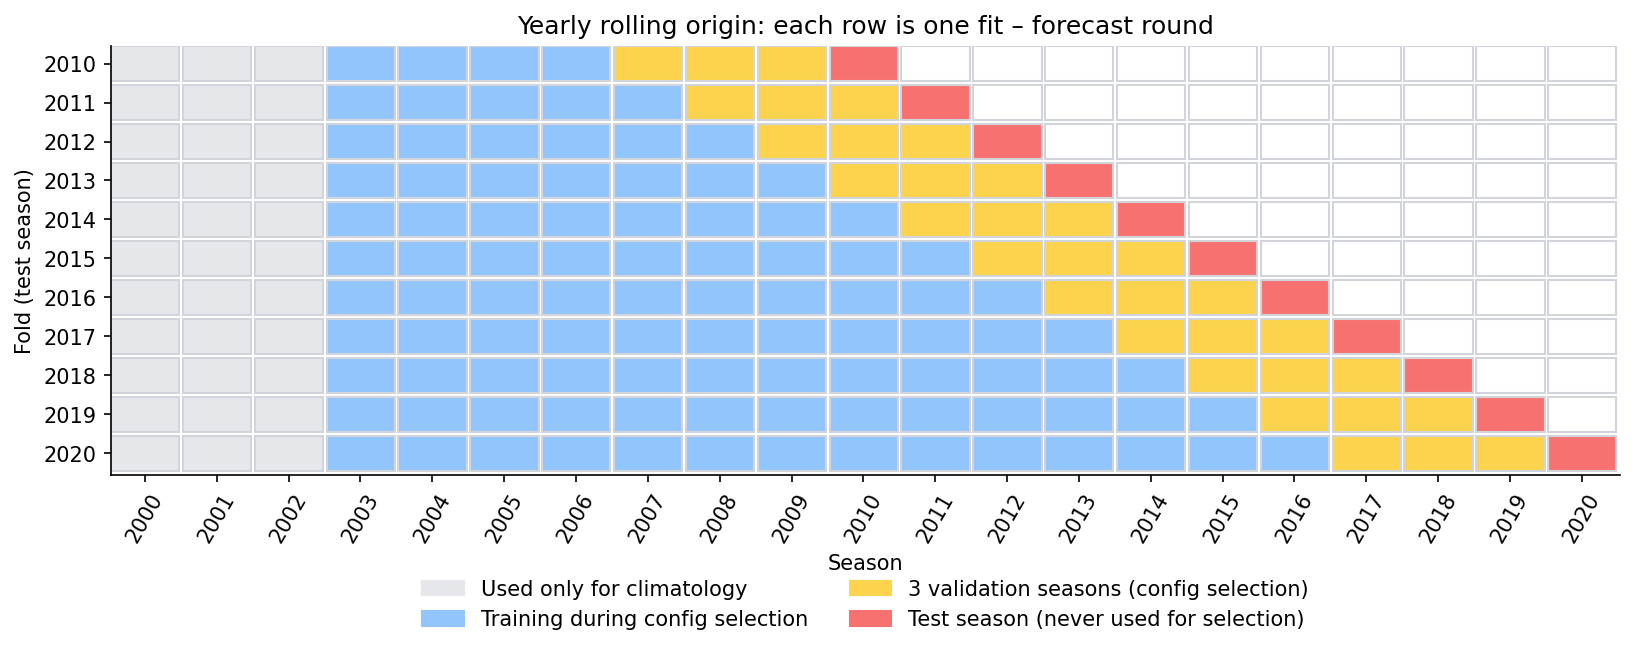 Yearly rolling origin: each row is one fit – forecast round
Fold (test season)
2010
2011
2012
2013
2014
2015
2016
2017
2018
2019
2020
2000 2001 2002 2003 2004 2005 2006 2007 2008 2009 2010 2011 2012 2013 2014 2015 2016 2017 2018 2019 2020
Season
Used only for climatology
Training during config selection
3 validation seasons (config selection)
Test season (never used for selection)